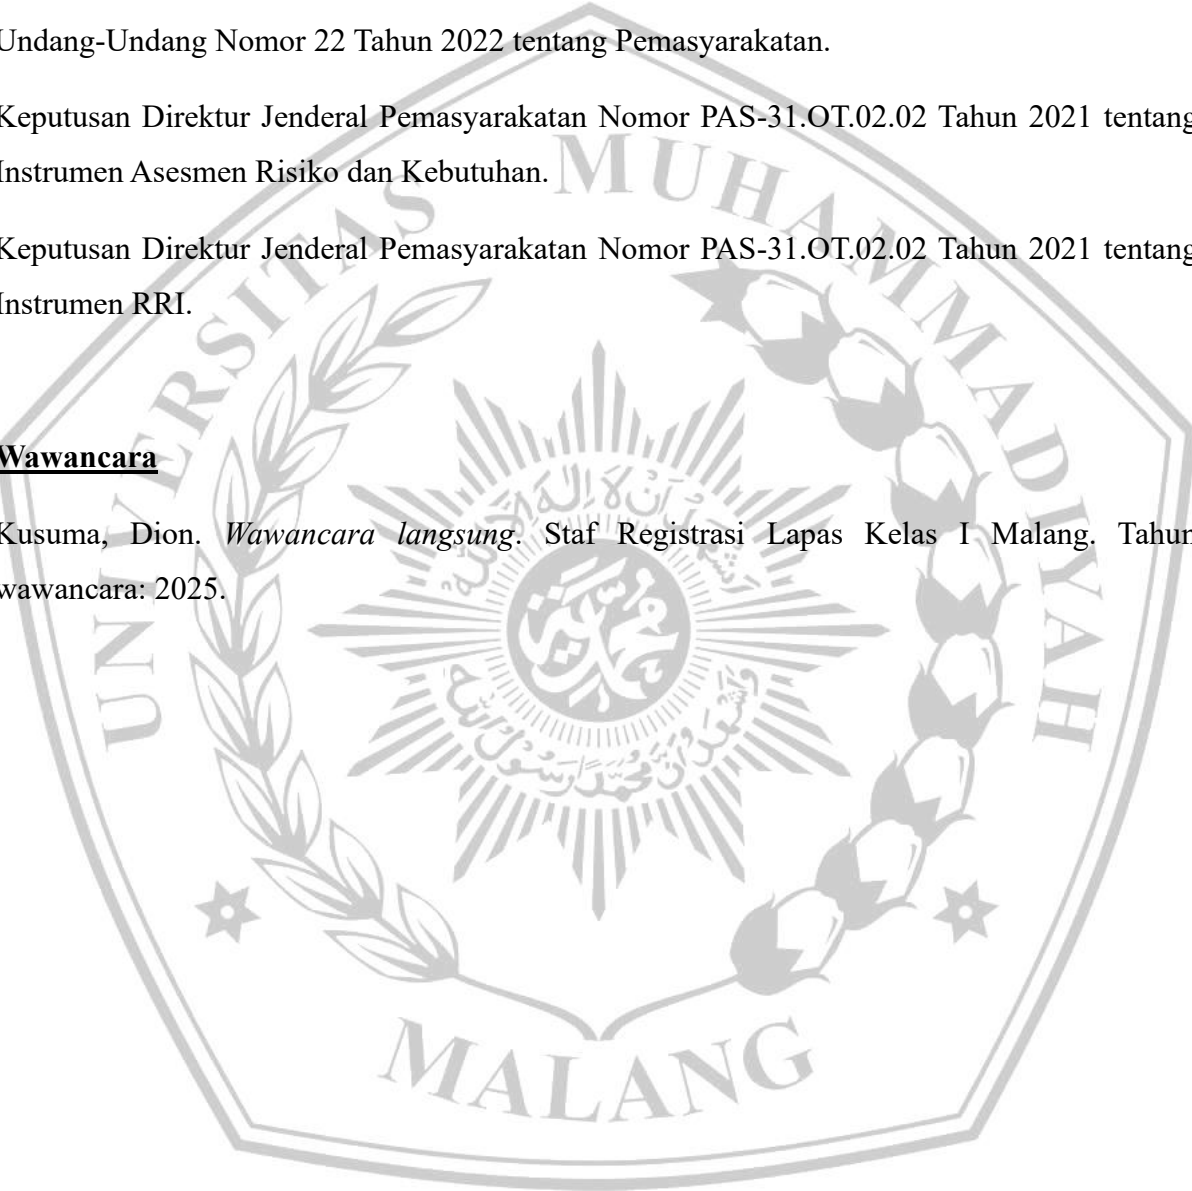 Undang-Undang Nomor 22 Tahun 2022 tentang Pemasyarakatan.
Keputusan Direktur Jenderal Pemasyarakatan Nomor PAS-31.OT.02.02 Tahun 2021 tentang
Instrumen Asesmen Risiko dan Kebutuhan.
Keputusan Direktur Jenderal Pemasyarakatan Nomor PAS-31.OT.02.02 Tahun 2021 tentang
Instrumen RRI.
Wawancara
Kusuma, Dion. Wawancara langsung. Staf Registrasi Lapas Kelas I Malang. Tahun
wawancara: 2025.
UNIVERSITAS MUHAMMADIYAH
MALANG